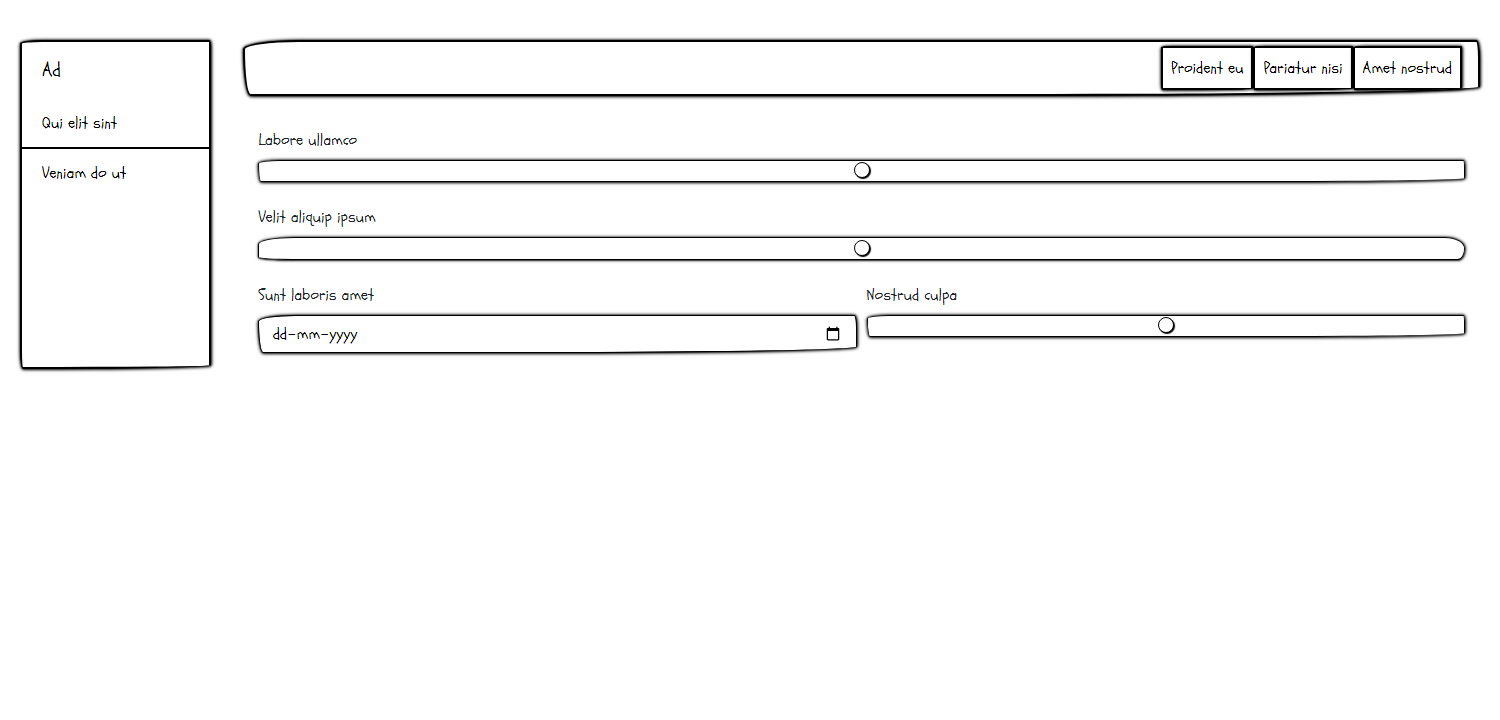 Ad
Qui elit sint
Veniam do ut
Proident eu
Pariatur nisi
Amet nostrud
Labore ullamco
Velit aliquip ipsum
Sunt laboris amet
dd-mm-yyyy
Nostrud culpa